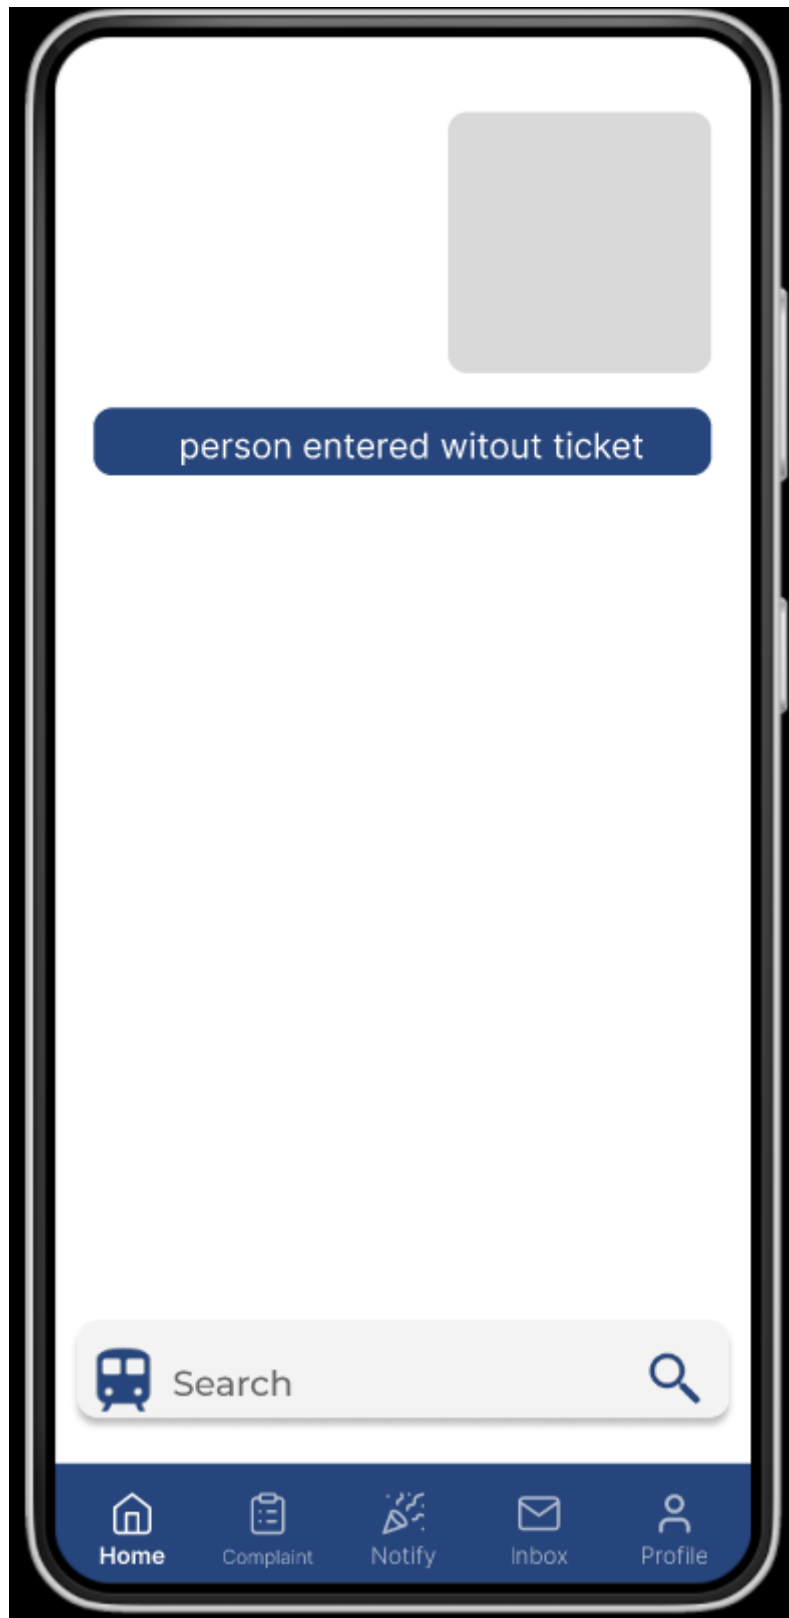 person entered witout ticket
Search
Home
Complaint
Notify
Inbox
Profile